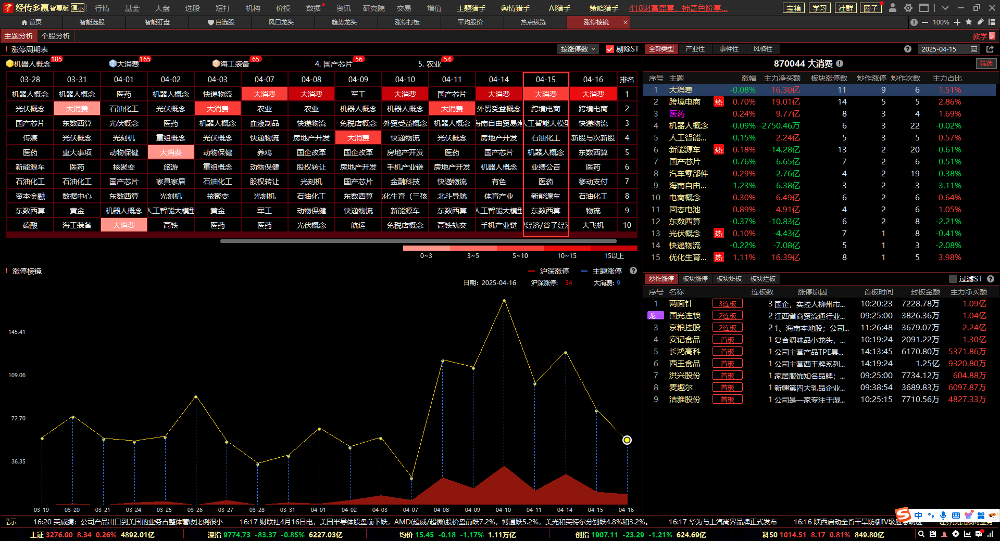 经传多赢 智尊版 演示 行情 基金 大盘 选股 短打 机构 价投 数据 资讯 研究院 交易 增值 主题猎手 舆情猎手 AI猎手 策略猎手 418财富盛宴，神奇色阶享... 宝箱 学习 社群 圈子
首页 智能选股 智能盯盘 自选股 风口龙头 趋势龙头 涨停打板 平均股价 热点纵览 涨停棱镜 × 100%
主题分析 个股分析 教学
涨停周期表 按涨停数 剔除ST
1 机器人概念 185 2 大消费 165 3 海工装备 65 4. 国产芯片 56 5. 农业 54
03-28 03-31 04-01 04-02 04-03 04-07 04-08 04-09 04-10 04-11 04-14 04-15 04-16 排名
机器人概念 机器人概念 医药 机器人概念 快递物流 大消费 大消费 军工 大消费 国产芯片 大消费 大消费 大消费 1
光伏概念 大消费 石油化工 光伏概念 大消费 农业 农业 机器人概念 机器人概念 大消费 外贸受益概念 跨境电商 跨境电商 2
国产芯片 东数西算 光伏概念 医药 机器人概念 血液制品 快递物流 免税店概念 外贸受益概念 机器人概念 海南自由贸易港 人工智能大模型 快递物流 3
传媒 光伏概念 光刻机 重组概念 光伏概念 快递物流 房地产开发 大消费 快递物流 光伏概念 房地产开发 石油化工 新股与次新股 4
医药 重大事项 动物保健 大消费 动物保健 养鸡 国企改革 国企改革 房地产开发 医药 国产芯片 机器人概念 东数西算 5
新能源车 医药 核聚变 旅游 重组概念 动物保健 股权转让 房地产开发 手机产业链 房地产开发 机器人概念 业绩公告 医药 6
石油化工 石油化工 国产芯片 家具家居 石油化工 股权转让 光刻机 国产芯片 金融科技 快递物流 有色 医药 移动支付 7
资本金融 数据中心 东数西算 光刻机 核聚变 光刻机 石油化工 东数西算 化生育（三孩） 北斗导航 体育产业 新能源车 石油化工 8
东数西算 黄金 机器人概念 人工智能大模型 黄金 军工 动物保健 快递物流 新能源车 东数西算 人工智能大模型 东数西算 物流 9
硫酸 海工装备 大消费 高铁 医药 医药 光伏概念 航运 免税店概念 高铁轨交 手机产业链 经济/谷子经济 大飞机 10
0~3 3~5 5~10 10~15 15以上
涨停棱镜 沪深涨停 主题涨停
日期: 2025-04-16 沪深涨停: 54 大消费: 9
145.41
109.06
72.70
36.35
03-19 03-20 03-21 03-24 03-25 03-26 03-27 03-28 03-31 04-01 04-02 04-03 04-07 04-08 04-09 04-10 04-11 04-14 04-15 04-16
全部类型 产业性 事件性 风格性 2025-04-15
870044 大消费 筛选
序号 主题 涨幅 主力净买额 板块涨停数 炒作涨停 炒作次数 主力占比
1 大消费 -0.08% 16.30亿 11 9 6 1.51%
2 跨境电商 热 0.70% 19.01亿 14 5 5 2.86%
3 医药 0.24% 9.77亿 8 3 4 1.69%
4 机器人概念 -0.09% -2750.46万 6 3 22 -0.02%
5 人工智能... -0.15% 2.24亿 5 3 5 0.57%
6 新能源车 热 0.18% -14.28亿 13 2 20 -0.61%
7 国产芯片 -0.76% -6.65亿 7 2 6 -0.51%
8 汽车零部件 0.29% -2.76亿 4 2 19 -0.38%
9 海南自由... -1.23% -6.38亿 3 2 3 -3.11%
10 电商概念 0.30% 6.49亿 6 2 6 0.64%
11 固态电池 0.89% 4.91亿 4 2 6 1.05%
12 东数西算 -0.37% -10.83亿 6 2 8 -2.21%
13 光伏概念 热 0.10% -4.43亿 7 1 8 -0.41%
14 快递物流 -0.22% -7.08亿 5 1 3 -2.08%
15 优化生育... 热 1.11% 16.39亿 8 1 5 3.98%
炒作涨停 板块涨停 板块炸板 板块烂板 过滤ST
序号 名称 连板数 涨停原因 首板时间 封板金额 主力净买额
1 两面针 3连板 3 国企，实控人柳州市... 10:20:23 7228.78万 1.09亿
龙二 国光连锁 2连板 2 江西省商贸流通行业... 09:25:00 3826.36万 1.04亿
3 京粮控股 2连板 2 1、海南本地股；公司... 11:26:48 3679.07万 2.24亿
4 安记食品 首板 1 复合调味品小龙头，... 10:19:24 2091.22万 1.30亿
5 长鸿高科 首板 1 公司主营产品TPE具... 14:13:45 6170.80万 5371.86万
6 西王食品 首板 1 公司主营西王牌系列... 14:19:24 1.25亿 9320.80万
7 洪兴股份 首板 1 家居服饰知名品牌；... 09:25:00 7734.12万 604.88万
8 麦趣尔 首板 1 新疆第四大乳品企业... 09:38:54 3689.83万 6097.87万
9 洁雅股份 首板 1 公司是一家专注于湿... 10:25:15 7710.56万 4827.33万
提示 16:20 英威腾：公司产品出口到美国的业务占整体营收比例很小 16:17 财联社4月16日电，美国半导体股盘前下跌，AMD(超威/超微)股价盘前跌7.2%，博通跌5.2%，美光和英特尔分别跌4.8%和3.2%。 16:17 华为与上汽尚界品牌正式发布 16:16 陕西启动全省干旱防御IV级应急响应
中
上证 3276.00 8.34 0.26% 4892.01亿 深指 9774.73 -83.37 -0.85% 6227.03亿 均价 15.45 -0.18 -1.17% 1.11万亿 创指 1907.11 -23.29 -1.21% 624.69亿 科50 1014.51 8.17 0.81% 849.80亿